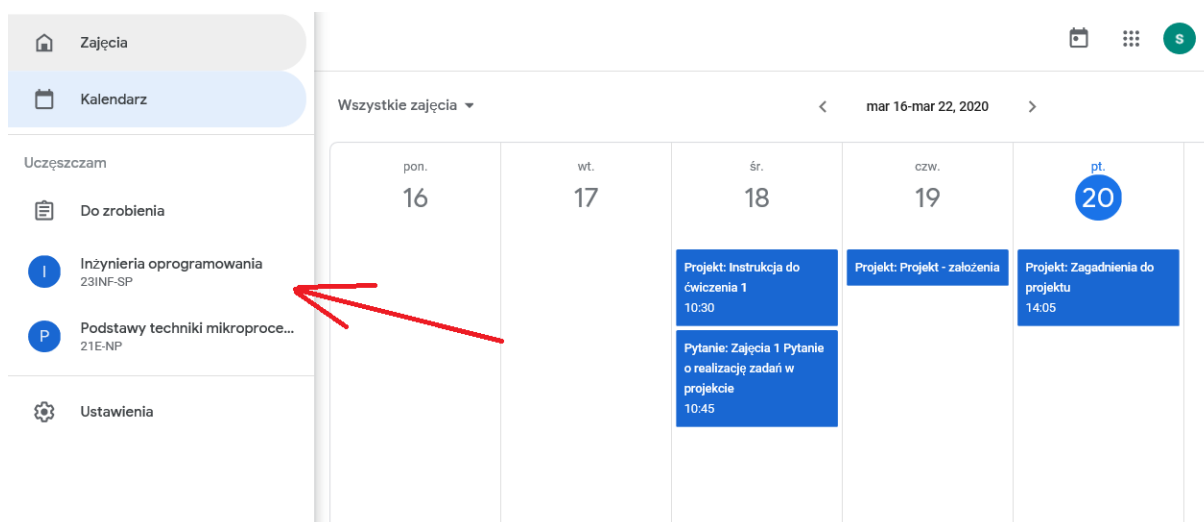 Zajęcia
Kalendarz
Uczęszczam
Do zrobienia
I
Inżynieria oprogramowania
23INF-SP
P
Podstawy techniki mikroproce...
21E-NP
Ustawienia
s
Wszystkie zajęcia
mar 16-mar 22, 2020
pon.
16
wt.
17
śr.
18
czw.
19
pt.
20
Projekt: Instrukcja do
ćwiczenia 1
10:30
Pytanie: Zajęcia 1 Pytanie
o realizację zadań w
projekcie
10:45
Projekt: Projekt - założenia
Projekt: Zagadnienia do
projektu
14:05